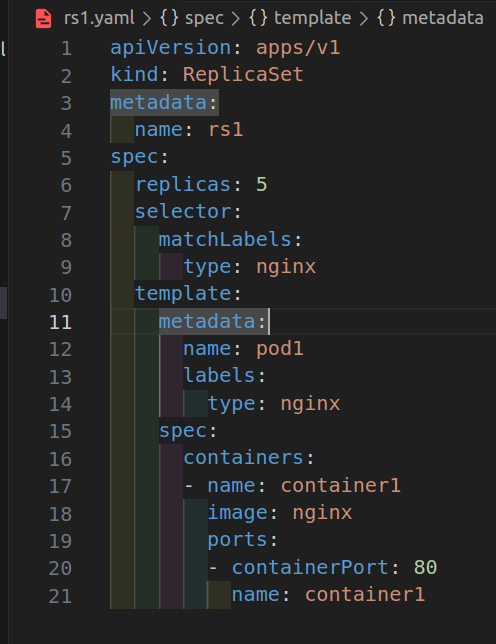 rs1.yaml > {} spec > {} template > {} metadata
1 apiVersion: apps/v1
2 kind: ReplicaSet
3 metadata:
4   name: rs1
5 spec:
6   replicas: 5
7   selector:
8     matchLabels:
9       type: nginx
10   template:
11     metadata:
12       name: pod1
13       labels:
14         type: nginx
15     spec:
16       containers:
17       - name: container1
18         image: nginx
19         ports:
20         - containerPort: 80
21           name: container1